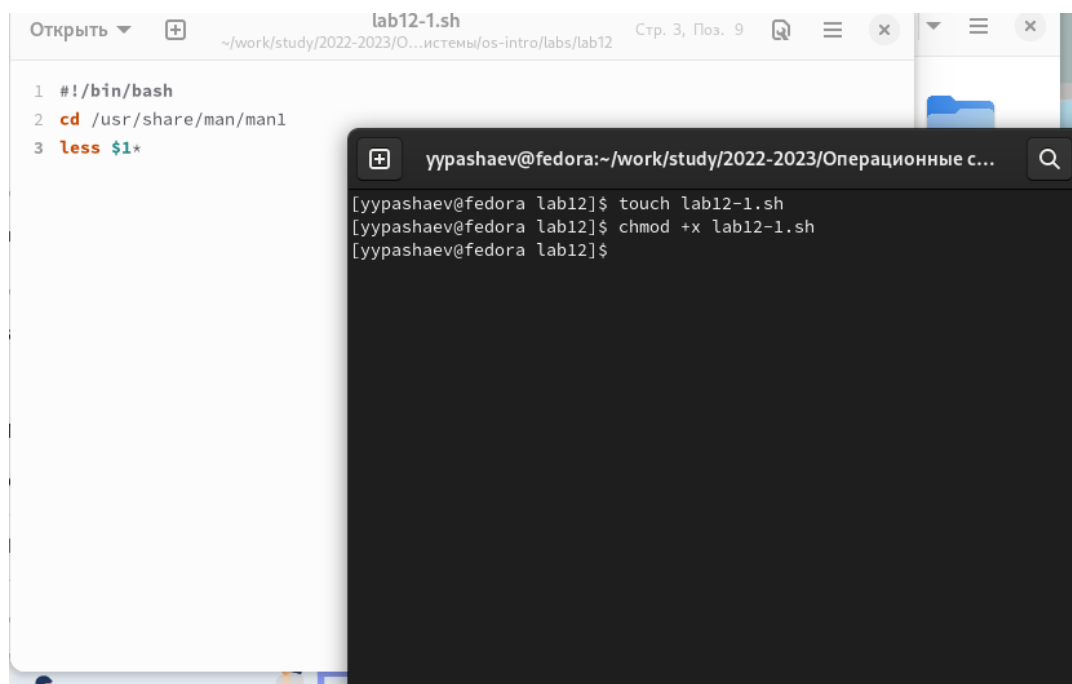 Открыть
lab12-1.sh
~/work/study/2022-2023/О…истемы/os-intro/labs/lab12
Стр. 3, Поз. 9
1 #!/bin/bash
2 cd /usr/share/man/man1
3 less $1*
yypashaev@fedora:~/work/study/2022-2023/Операционные с…
[yypashaev@fedora lab12]$ touch lab12-1.sh
[yypashaev@fedora lab12]$ chmod +x lab12-1.sh
[yypashaev@fedora lab12]$